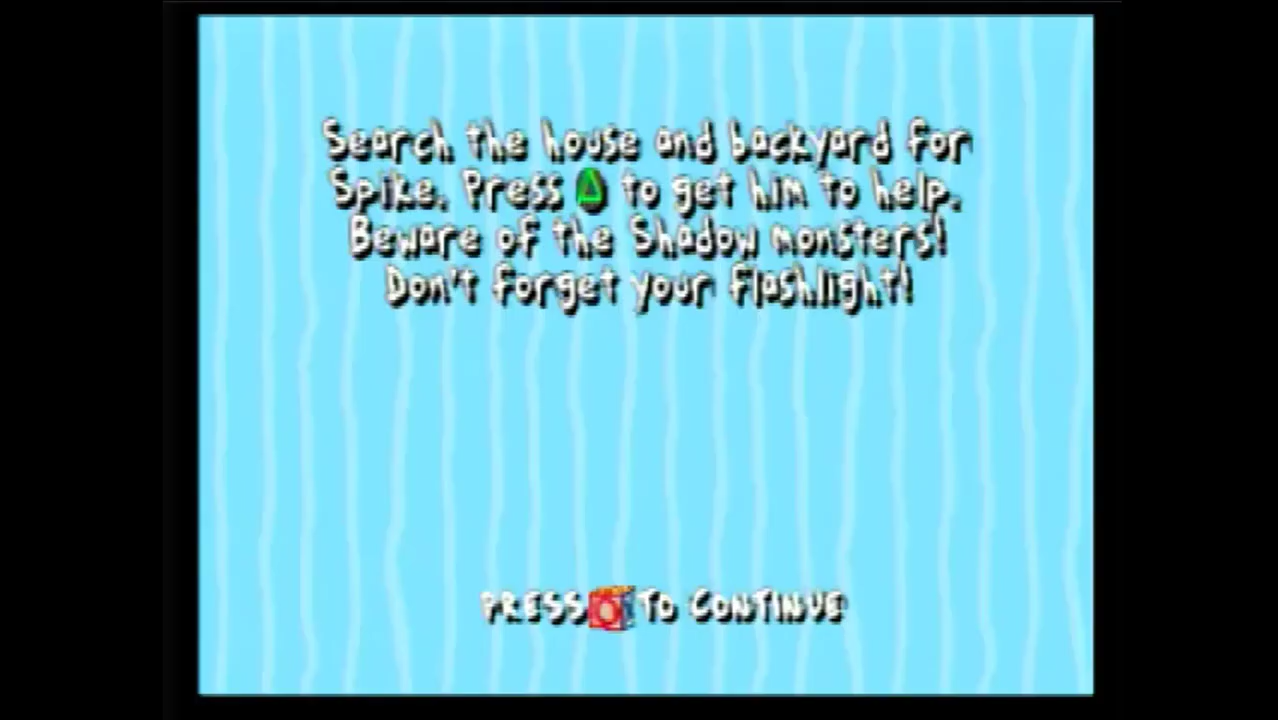 Search the house and backyard for
Spike. Press △ to get him to help.
Beware of the Shadow monsters!
Don't forget your flashlight!
PRESS O TO CONTINUE